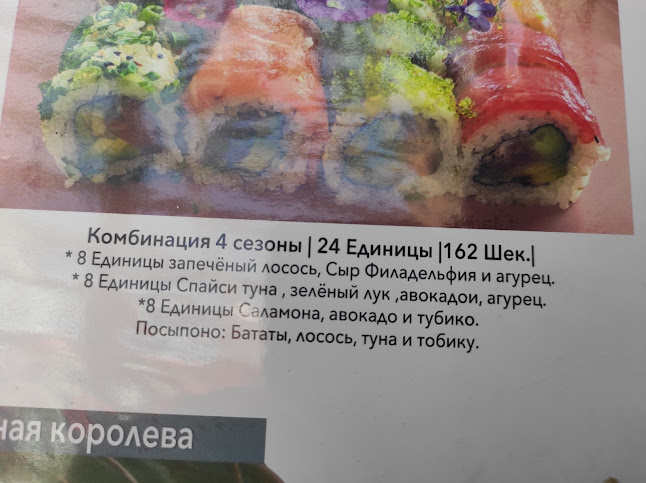 Комбинация 4 сезоны | 24 Единицы |162 Шек.|
* 8 Единицы запечёный лосось, Сыр Филадельфия и агурец.
* 8 Единицы Спайси туна , зелёный лук ,авокадои, агурец.
*8 Единицы Саламона, авокадо и тубико.
Посыпоно: Бататы, лосось, туна и тобику.
ная королева